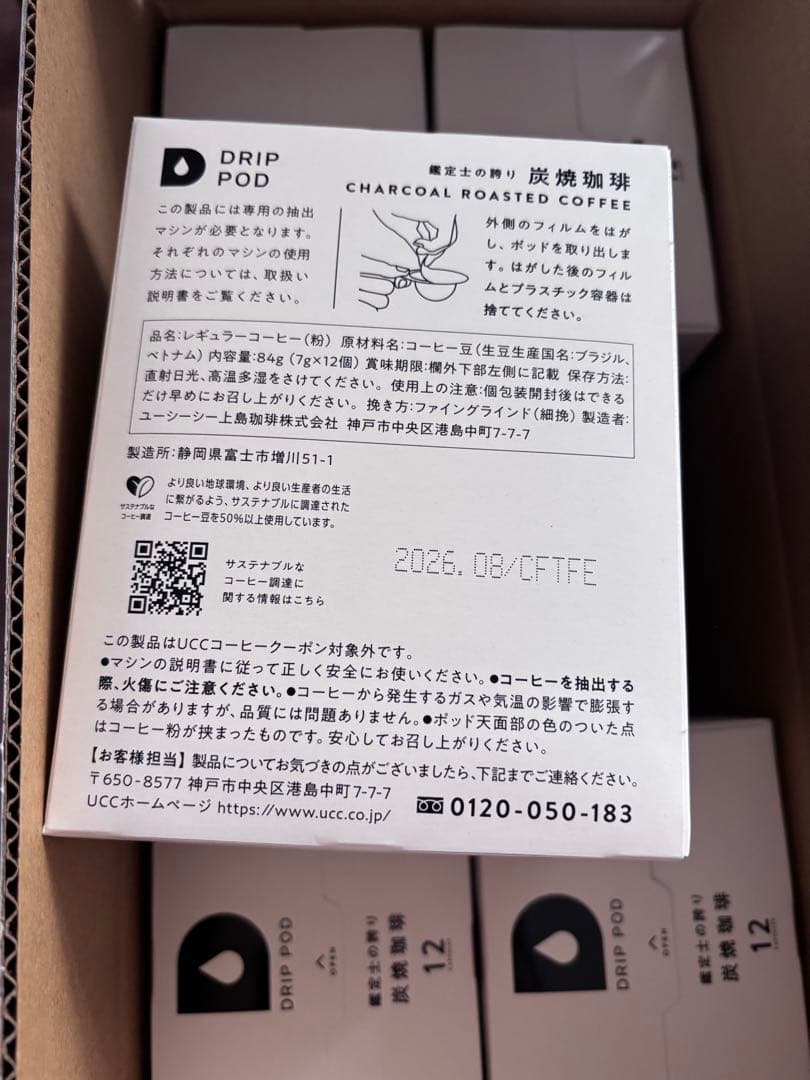 DRIP
POD
鑑定士の誇り 炭焼珈琲
CHARCOAL ROASTED COFFEE
この製品には専用の抽出
マシンが必要となります。
それぞれのマシンの使用
方法については、取扱い
説明書をご覧ください。
外側のフィルムをはが
し、ポッドを取り出しま
す。はがした後のフィル
ムとプラスチック容器は
捨ててください。
品名:レギュラーコーヒー(粉) 原材料名:コーヒー豆(生豆生産国名:ブラジル、
ベトナム) 内容量:84g (7g×12個) 賞味期限:欄外下部左側に記載 保存方法:
直射日光、高温多湿をさけてください。 使用上の注意:個包装開封後はできる
だけ早めにお召し上がりください。 挽き方:ファイングラインド(細挽) 製造者:
ユーシーシー上島珈琲株式会社 神戸市中央区港島中町7-7-7
製造所:静岡県富士市増川51-1
サステナブルな
コーヒー調達
より良い地球環境、より良い生産者の生活
に繋がるよう、サステナブルに調達された
コーヒー豆を50%以上使用しています。
サステナブルな
コーヒー調達に
関する情報はこちら
2026.08/CFTFE
この製品はUCCコーヒークーポン対象外です。
●マシンの説明書に従って正しく安全にお使いください。●コーヒーを抽出する
際、火傷にご注意ください。●コーヒーから発生するガスや気温の影響で膨張す
る場合がありますが、品質には問題ありません。●ポッド天面部の色のついた点
はコーヒー粉が挟まったものです。安心してお召し上がりください。
【お客様担当】製品についてお気づきの点がございましたら、下記までご連絡ください。
〒650-8577 神戸市中央区港島中町7-7-7
UCCホームページ https://www.ucc.co.jp/
0120-050-183
DRIP POD
OPEN
鑑定士の誇り
炭焼珈琲
12
DRIP POD
OPEN
鑑定士の誇り
炭焼珈琲
12